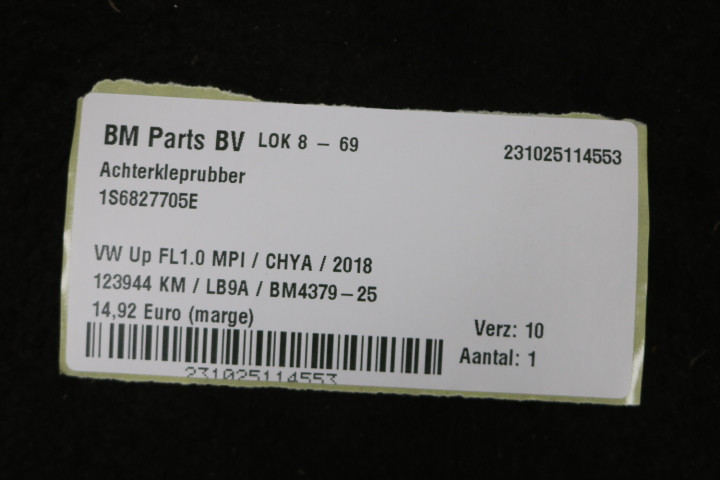 BM Parts BV LOK 8 – 69 231025114553
Achterkleprubber
1S6827705E
VW Up FL1.0 MPI / CHYA / 2018
123944 KM / LB9A / BM4379–25
14,92 Euro (marge)
Verz: 10
Aantal: 1
231025114553